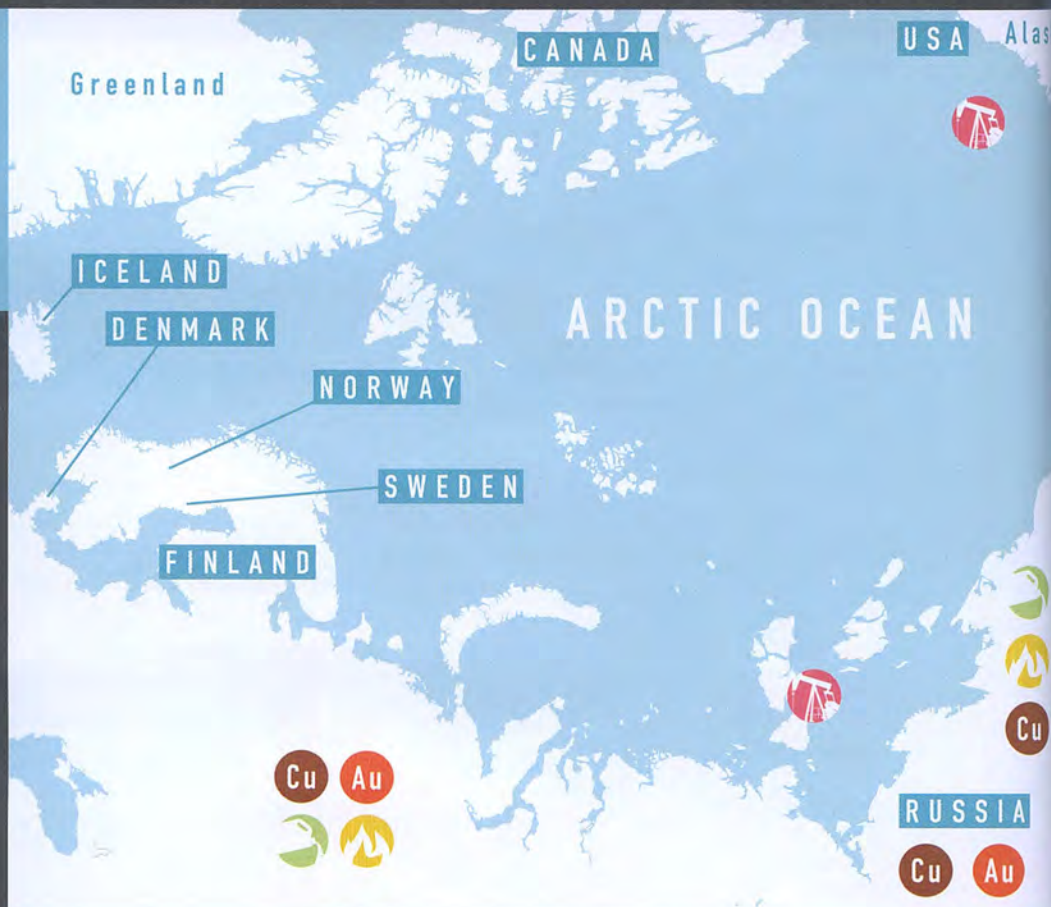 CANADA
USA
Alas
Greenland
ICELAND
DENMARK
ARCTIC OCEAN
NORWAY
SWEDEN
FINLAND
Cu
Cu Au
RUSSIA
Cu Au